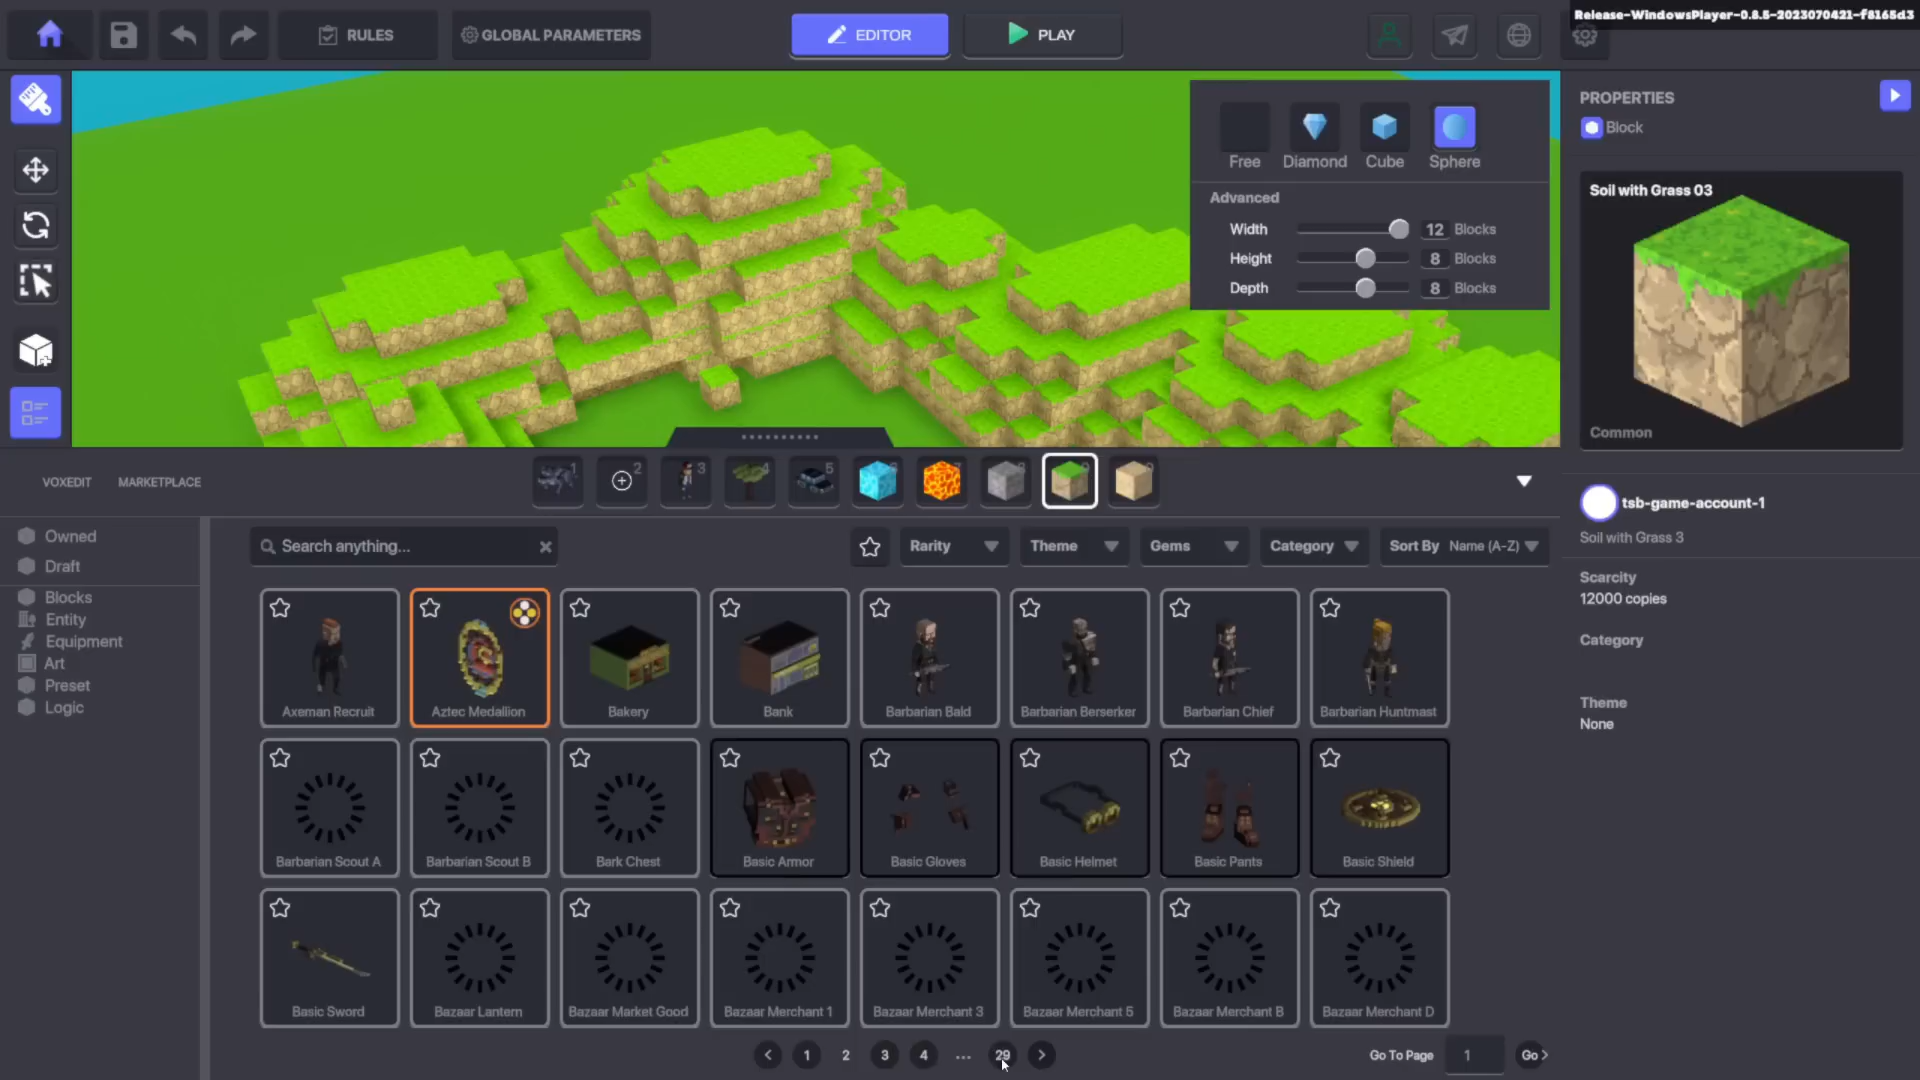 Release-WindowsPlayer-0.8.5-2023070421-f8165d3
RULES
GLOBAL PARAMETERS
EDITOR
PLAY
Free
Diamond
Cube
Sphere
Advanced
Width 12 Blocks
Height 8 Blocks
Depth 8 Blocks
PROPERTIES
Block
Soil with Grass 03
Common
tsb-game-account-1
Soil with Grass 3
Scarcity
12000 copies
Category
Theme
None
1 2 3 4 5
VOXEDIT MARKETPLACE
Owned
Draft
Blocks
Entity
Equipment
Art
Preset
Logic
Search anything...
Rarity
Theme
Gems
Category
Sort By Name (A-Z)
Axeman Recruit
Aztec Medallion
Bakery
Bank
Barbarian Bald
Barbarian Berserker
Barbarian Chief
Barbarian Huntmast
Barbarian Scout A
Barbarian Scout B
Bark Chest
Basic Armor
Basic Gloves
Basic Helmet
Basic Pants
Basic Shield
Basic Sword
Bazaar Lantern
Bazaar Market Good
Bazaar Merchant 1
Bazaar Merchant 3
Bazaar Merchant 5
Bazaar Merchant B
Bazaar Merchant D
< 1 2 3 4 ... 29 >
Go To Page 1 Go >